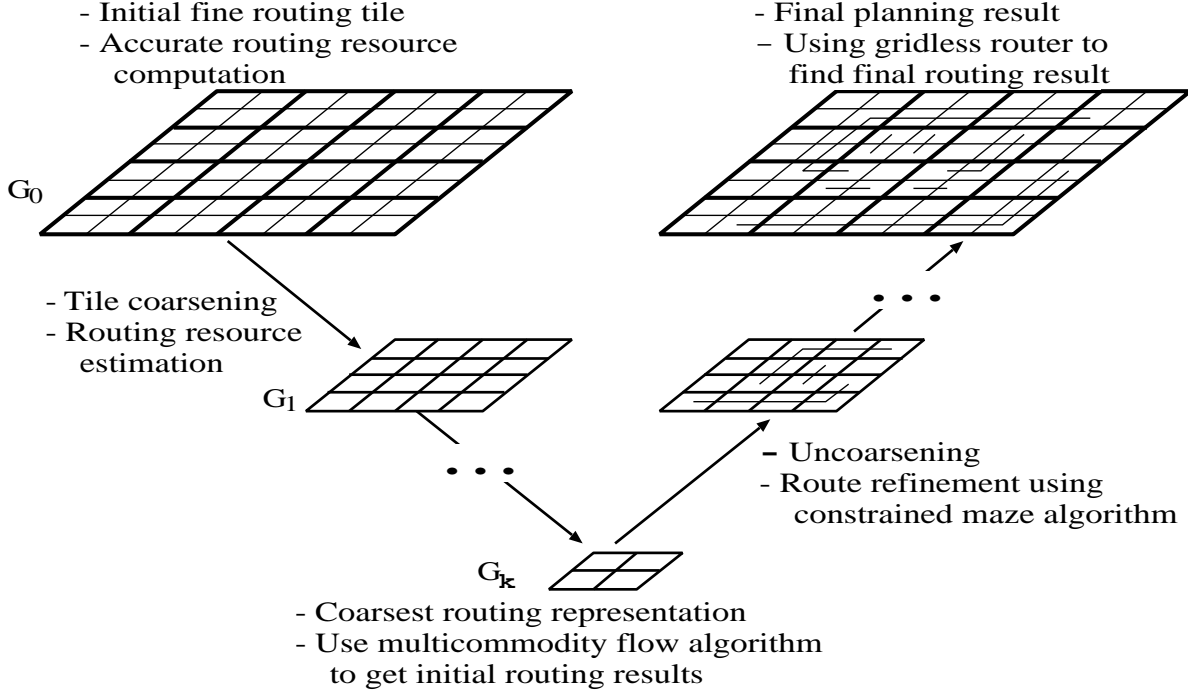 - Initial fine routing tile
- Accurate routing resource
computation
- Final planning result
- Using gridless router to
find final routing result
G0
- Tile coarsening
- Routing resource
estimation
G1
• • •
• • •
- Uncoarsening
- Route refinement using
constrained maze algorithm
Gk
- Coarsest routing representation
- Use multicommodity flow algorithm
to get initial routing results